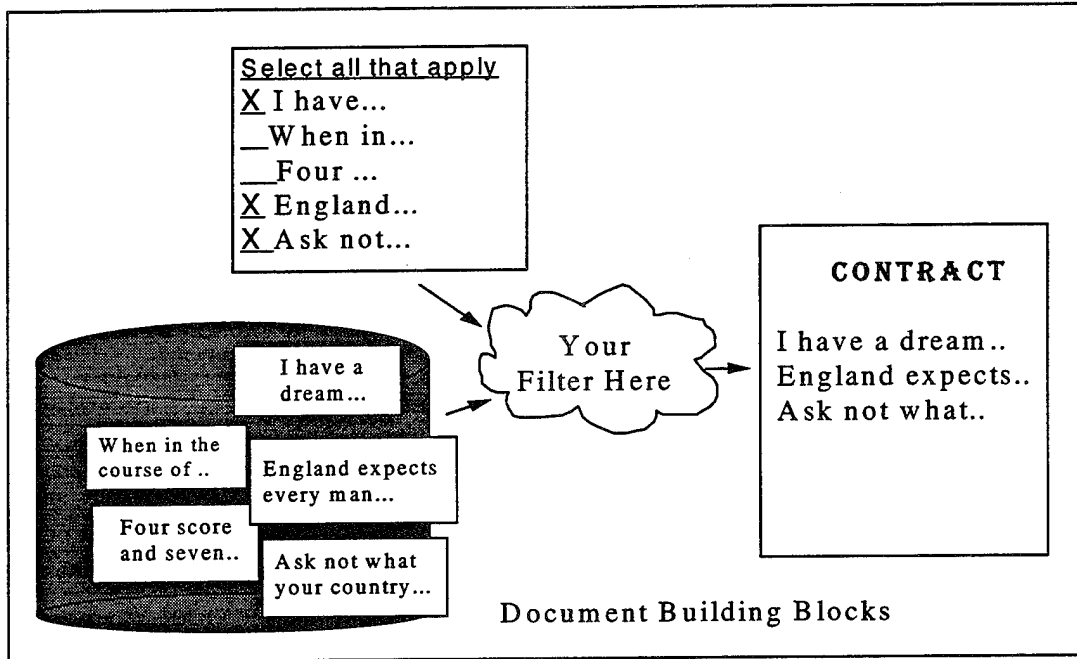 Select all that apply
X I have...
__When in...
__Four ...
X England...
X Ask not...
Your
Filter Here
CONTRACT
I have a dream..
England expects..
Ask not what..
I have a
dream...
When in the
course of ..
England expects
every man...
Four score
and seven..
Ask not what
your country...
Document Building Blocks